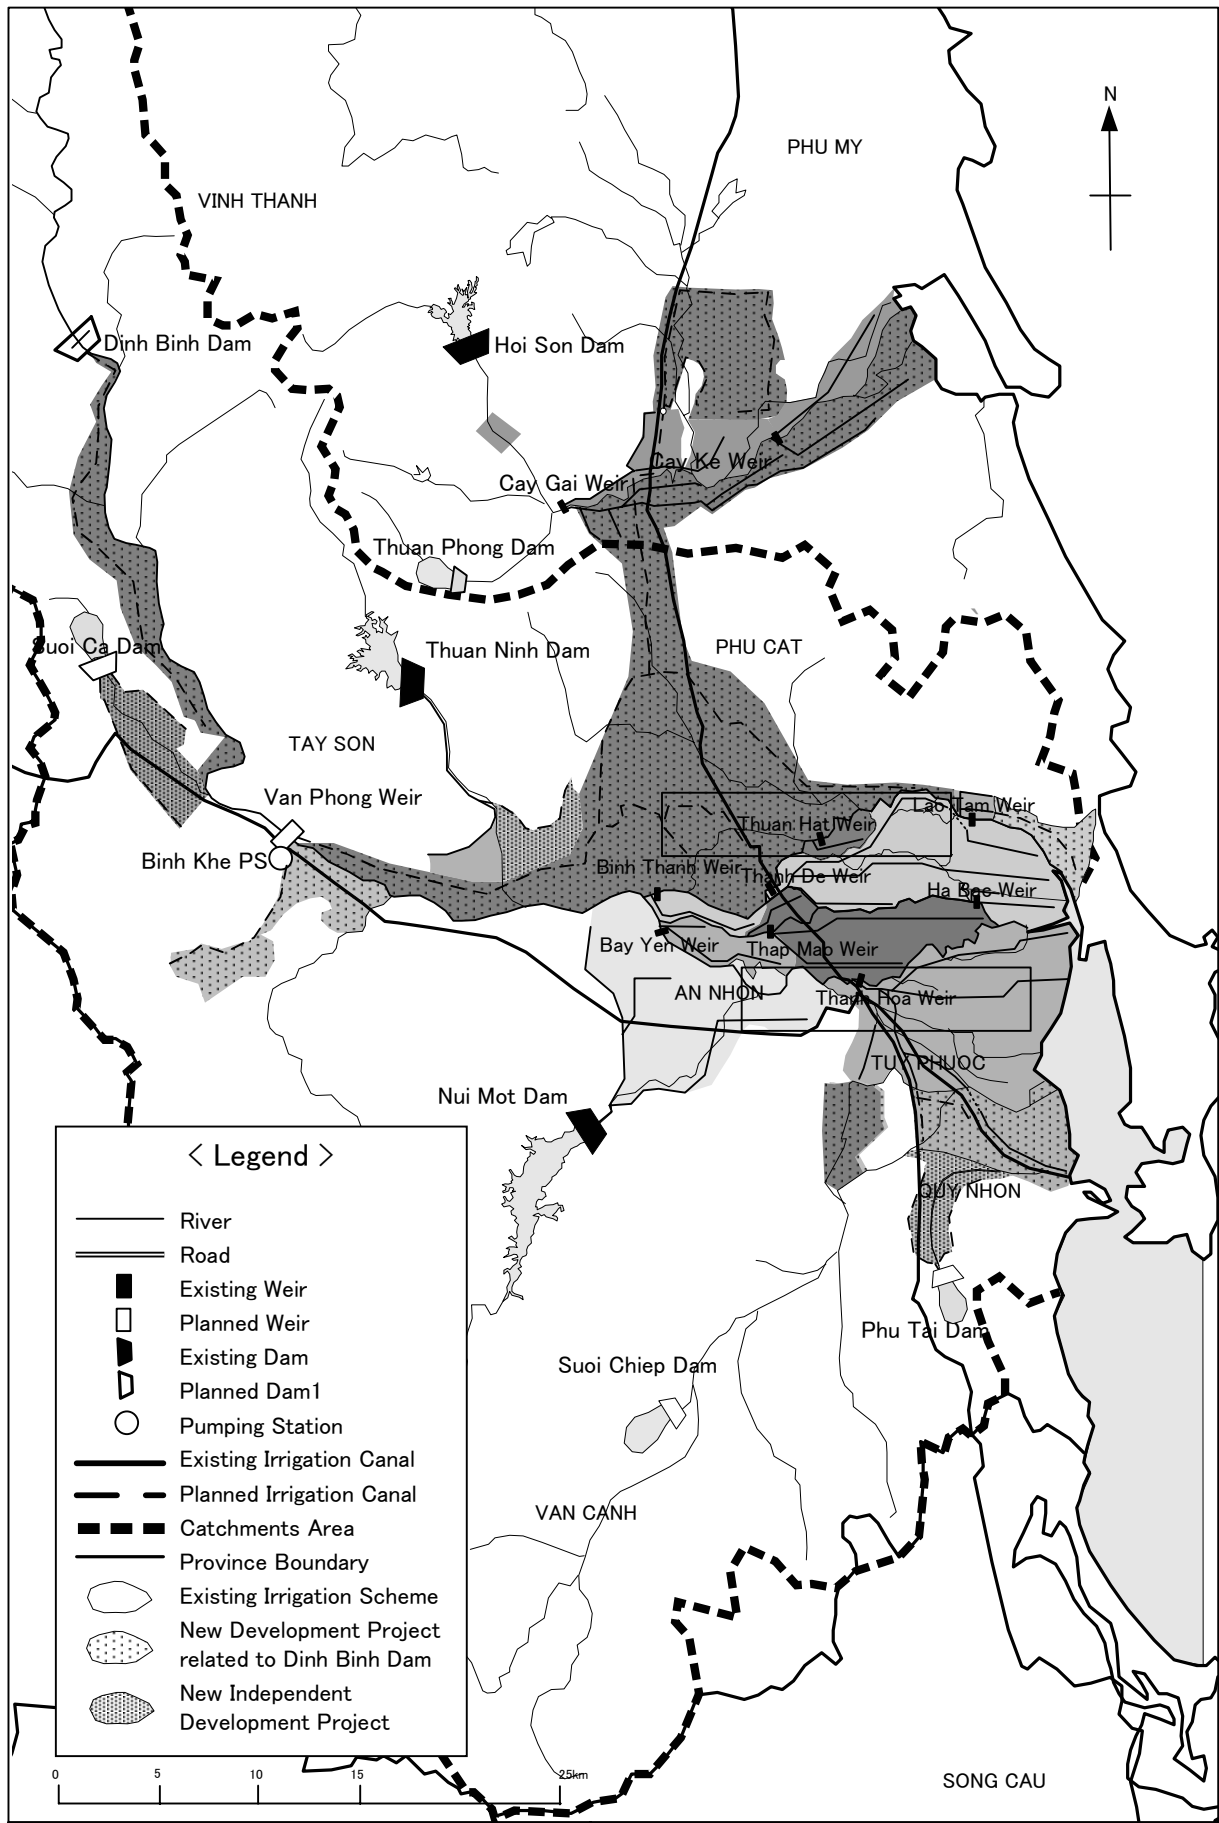 N
PHU MY
VINH THANH
Dinh Binh Dam
Hoi Son Dam
Cay Ke Weir
Cay Gai Weir
Thuan Phong Dam
Suoi Ca Dam
Thuan Ninh Dam
PHU CAT
TAY SON
Van Phong Weir
Lao Tam Weir
Thuan Hat Weir
Binh Khe PS
Binh Thanh Weir
Thanh De Weir
Ha Bac Weir
Bay Yen Weir
Thap Mao Weir
AN NHON
Thanh Hoa Weir
TUY PHUOC
Nui Mot Dam
QUY NHON
Phu Tai Dam
Suoi Chiep Dam
VAN CANH
SONG CAU
< Legend >
River
Road
Existing Weir
Planned Weir
Existing Dam
Planned Dam1
Pumping Station
Existing Irrigation Canal
Planned Irrigation Canal
Catchments Area
Province Boundary
Existing Irrigation Scheme
New Development Project
related to Dinh Binh Dam
New Independent
Development Project
0 5 10 15 25km